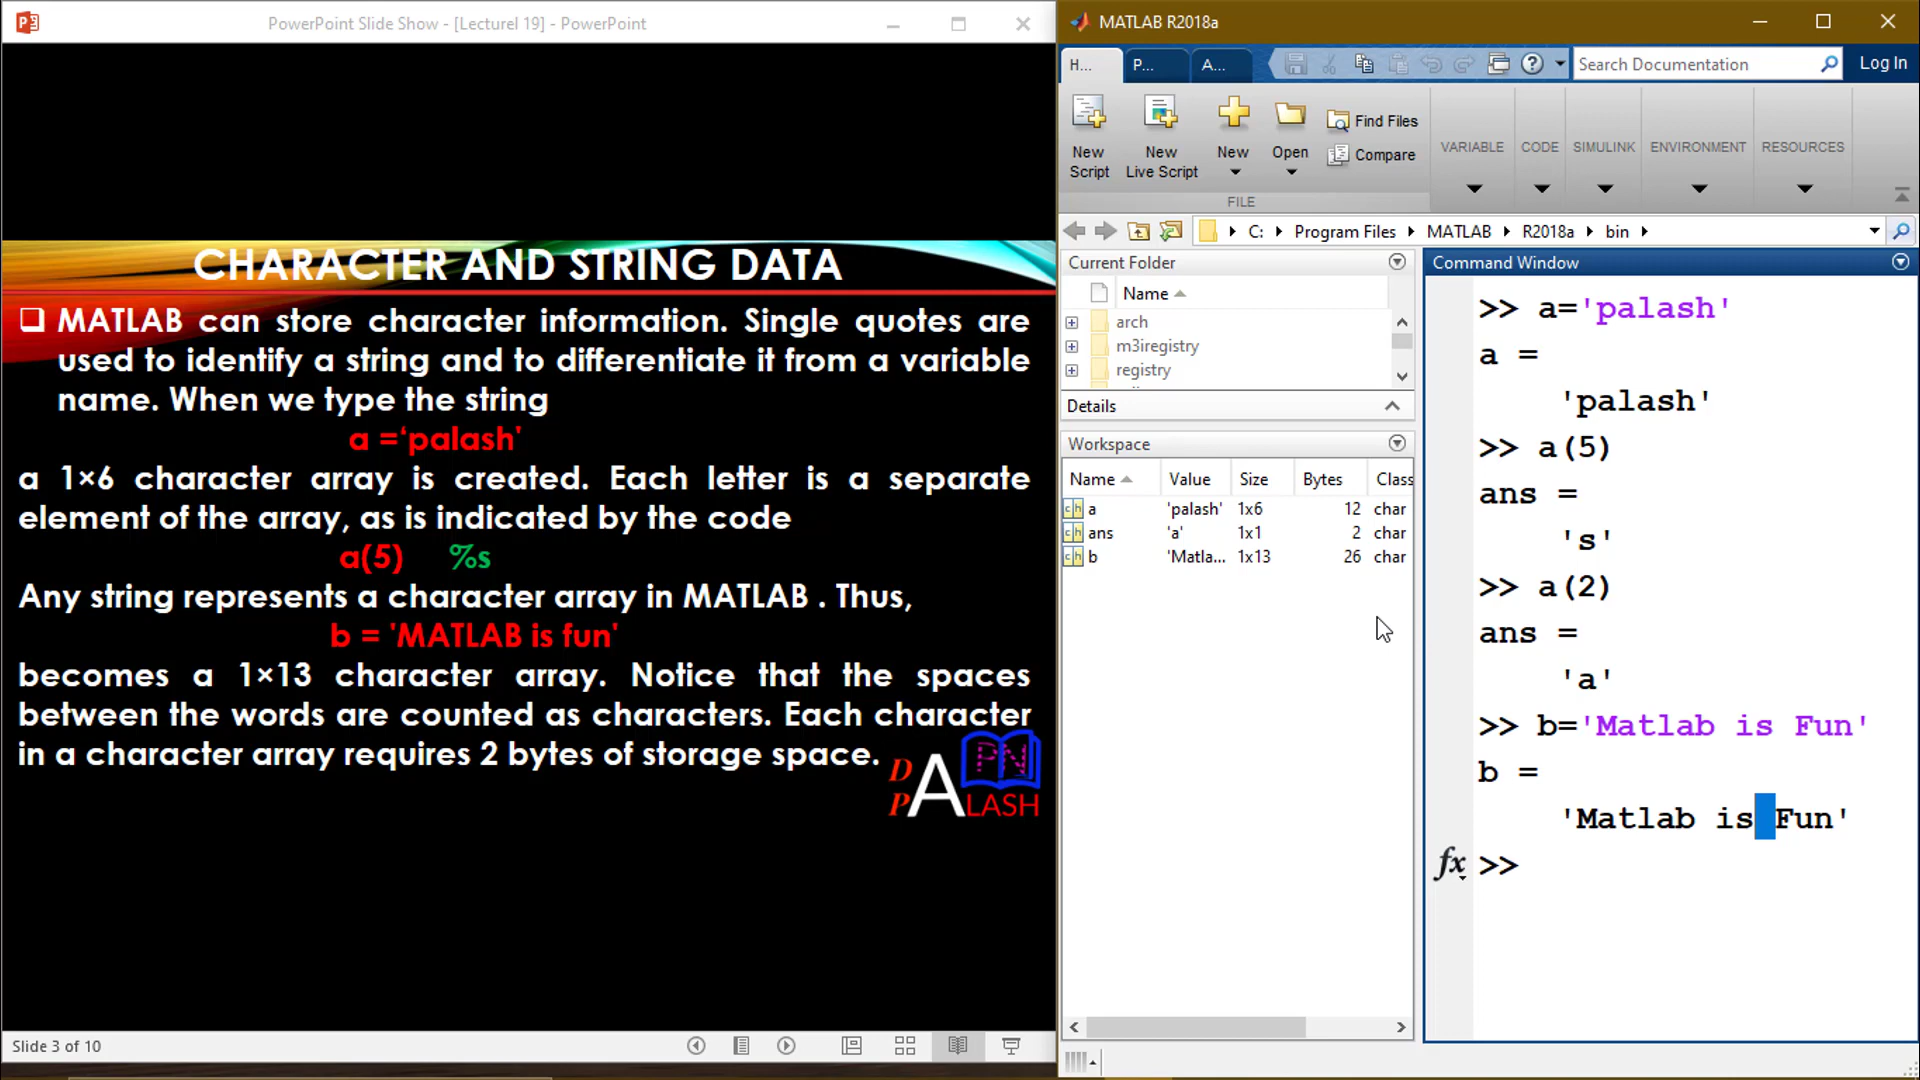 PowerPoint Slide Show - [Lecturel 19] - PowerPoint
CHARACTER AND STRING DATA
MATLAB can store character information. Single quotes are
used to identify a string and to differentiate it from a variable
name. When we type the string
a =‘palash'
a 1×6 character array is created. Each letter is a separate
element of the array, as is indicated by the code
a(5) %s
Any string represents a character array in MATLAB . Thus,
b = 'MATLAB is fun'
becomes a 1×13 character array. Notice that the spaces
between the words are counted as characters. Each character
in a character array requires 2 bytes of storage space.
D
P
A
PN
LASH
Slide 3 of 10
MATLAB R2018a
H... P... A...
Search Documentation
Log In
New Script
New Live Script
New
Open
Find Files
Compare
FILE
VARIABLE
CODE
SIMULINK
ENVIRONMENT
RESOURCES
C: Program Files MATLAB R2018a bin
Current Folder
Name
arch
m3iregistry
registry
Details
Workspace
Name Value Size Bytes Class
a 'palash' 1x6 12 char
ans 'a' 1x1 2 char
b 'Matla... 1x13 26 char
Command Window
>> a='palash'
a =
'palash'
>> a(5)
ans =
's'
>> a(2)
ans =
'a'
>> b='Matlab is Fun'
b =
'Matlab is Fun'
fx >>